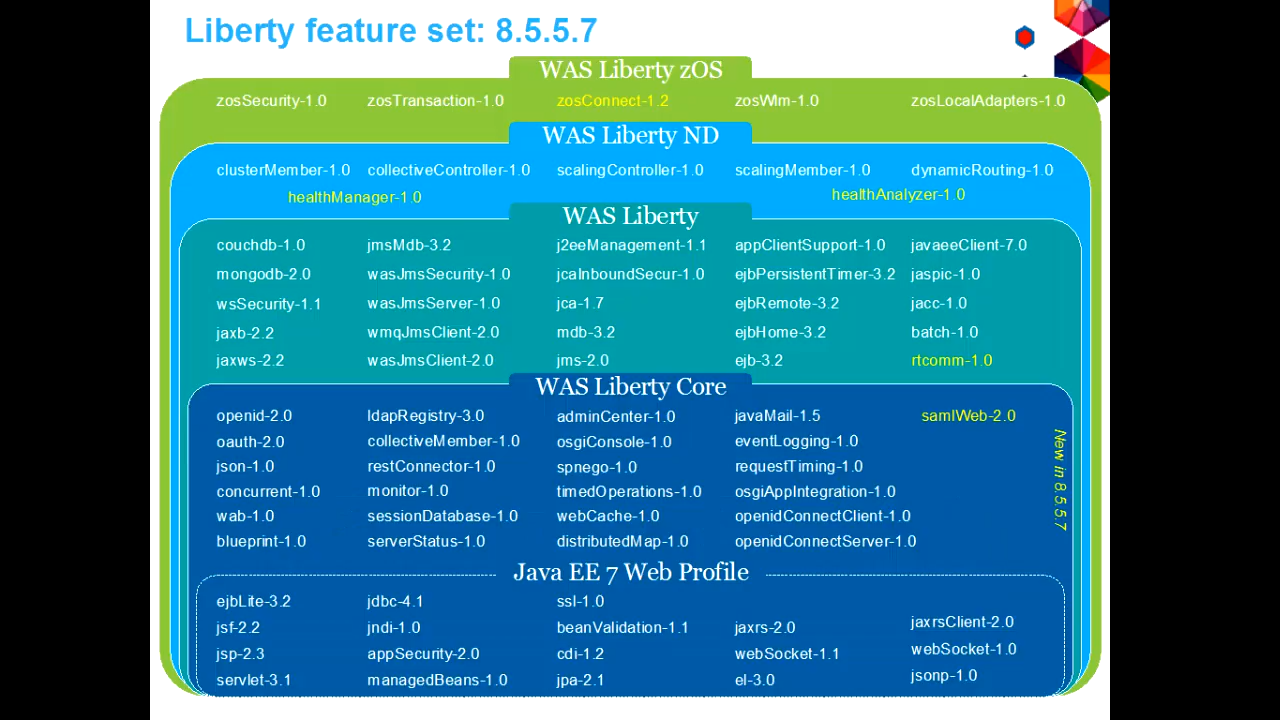 Liberty feature set: 8.5.5.7
WAS Liberty zOS
zosSecurity-1.0 zosTransaction-1.0 zosConnect-1.2 zosWlm-1.0 zosLocalAdapters-1.0
WAS Liberty ND
clusterMember-1.0 collectiveController-1.0 scalingController-1.0 scalingMember-1.0 dynamicRouting-1.0
healthManager-1.0 healthAnalyzer-1.0
WAS Liberty
couchdb-1.0 jmsMdb-3.2 j2eeManagement-1.1 appClientSupport-1.0 javaeeClient-7.0
mongodb-2.0 wasJmsSecurity-1.0 jcaInboundSecur-1.0 ejbPersistentTimer-3.2 jaspic-1.0
wsSecurity-1.1 wasJmsServer-1.0 jca-1.7 ejbRemote-3.2 jacc-1.0
jaxb-2.2 wmqJmsClient-2.0 mdb-3.2 ejbHome-3.2 batch-1.0
jaxws-2.2 wasJmsClient-2.0 jms-2.0 ejb-3.2 rtcomm-1.0
WAS Liberty Core
openid-2.0 ldapRegistry-3.0 adminCenter-1.0 javaMail-1.5 samlWeb-2.0
oauth-2.0 collectiveMember-1.0 osgiConsole-1.0 eventLogging-1.0
json-1.0 restConnector-1.0 spnego-1.0 requestTiming-1.0
concurrent-1.0 monitor-1.0 timedOperations-1.0 osgiAppIntegration-1.0
wab-1.0 sessionDatabase-1.0 webCache-1.0 openidConnectClient-1.0
blueprint-1.0 serverStatus-1.0 distributedMap-1.0 openidConnectServer-1.0
New in 8.5.5.7
Java EE 7 Web Profile
ejbLite-3.2 jdbc-4.1 ssl-1.0
jsf-2.2 jndi-1.0 beanValidation-1.1 jaxrs-2.0 jaxrsClient-2.0
jsp-2.3 appSecurity-2.0 cdi-1.2 webSocket-1.1 webSocket-1.0
servlet-3.1 managedBeans-1.0 jpa-2.1 el-3.0 jsonp-1.0